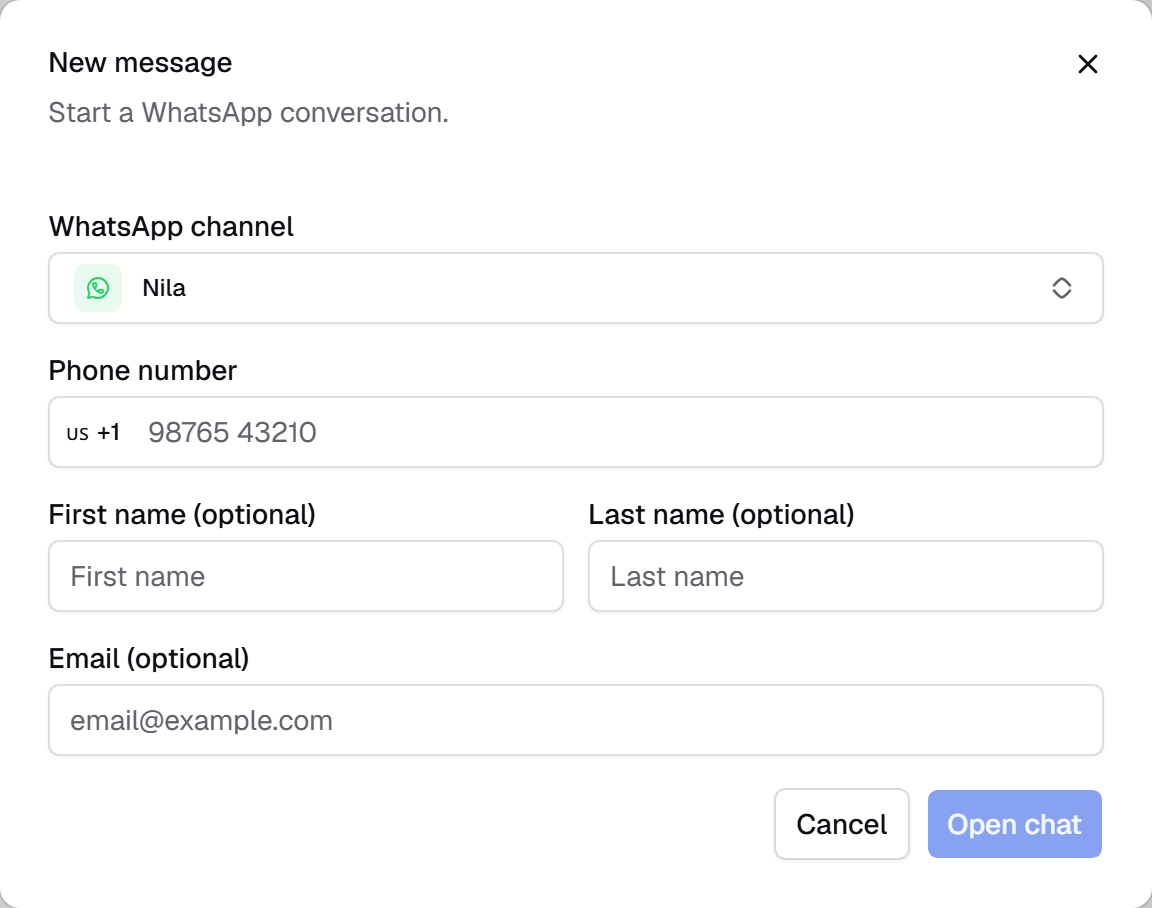 New message
Start a WhatsApp conversation.
WhatsApp channel
Nila
Phone number
US +1 98765 43210
First name (optional) Last name (optional)
First name Last name
Email (optional)
email@example.com
Cancel Open chat